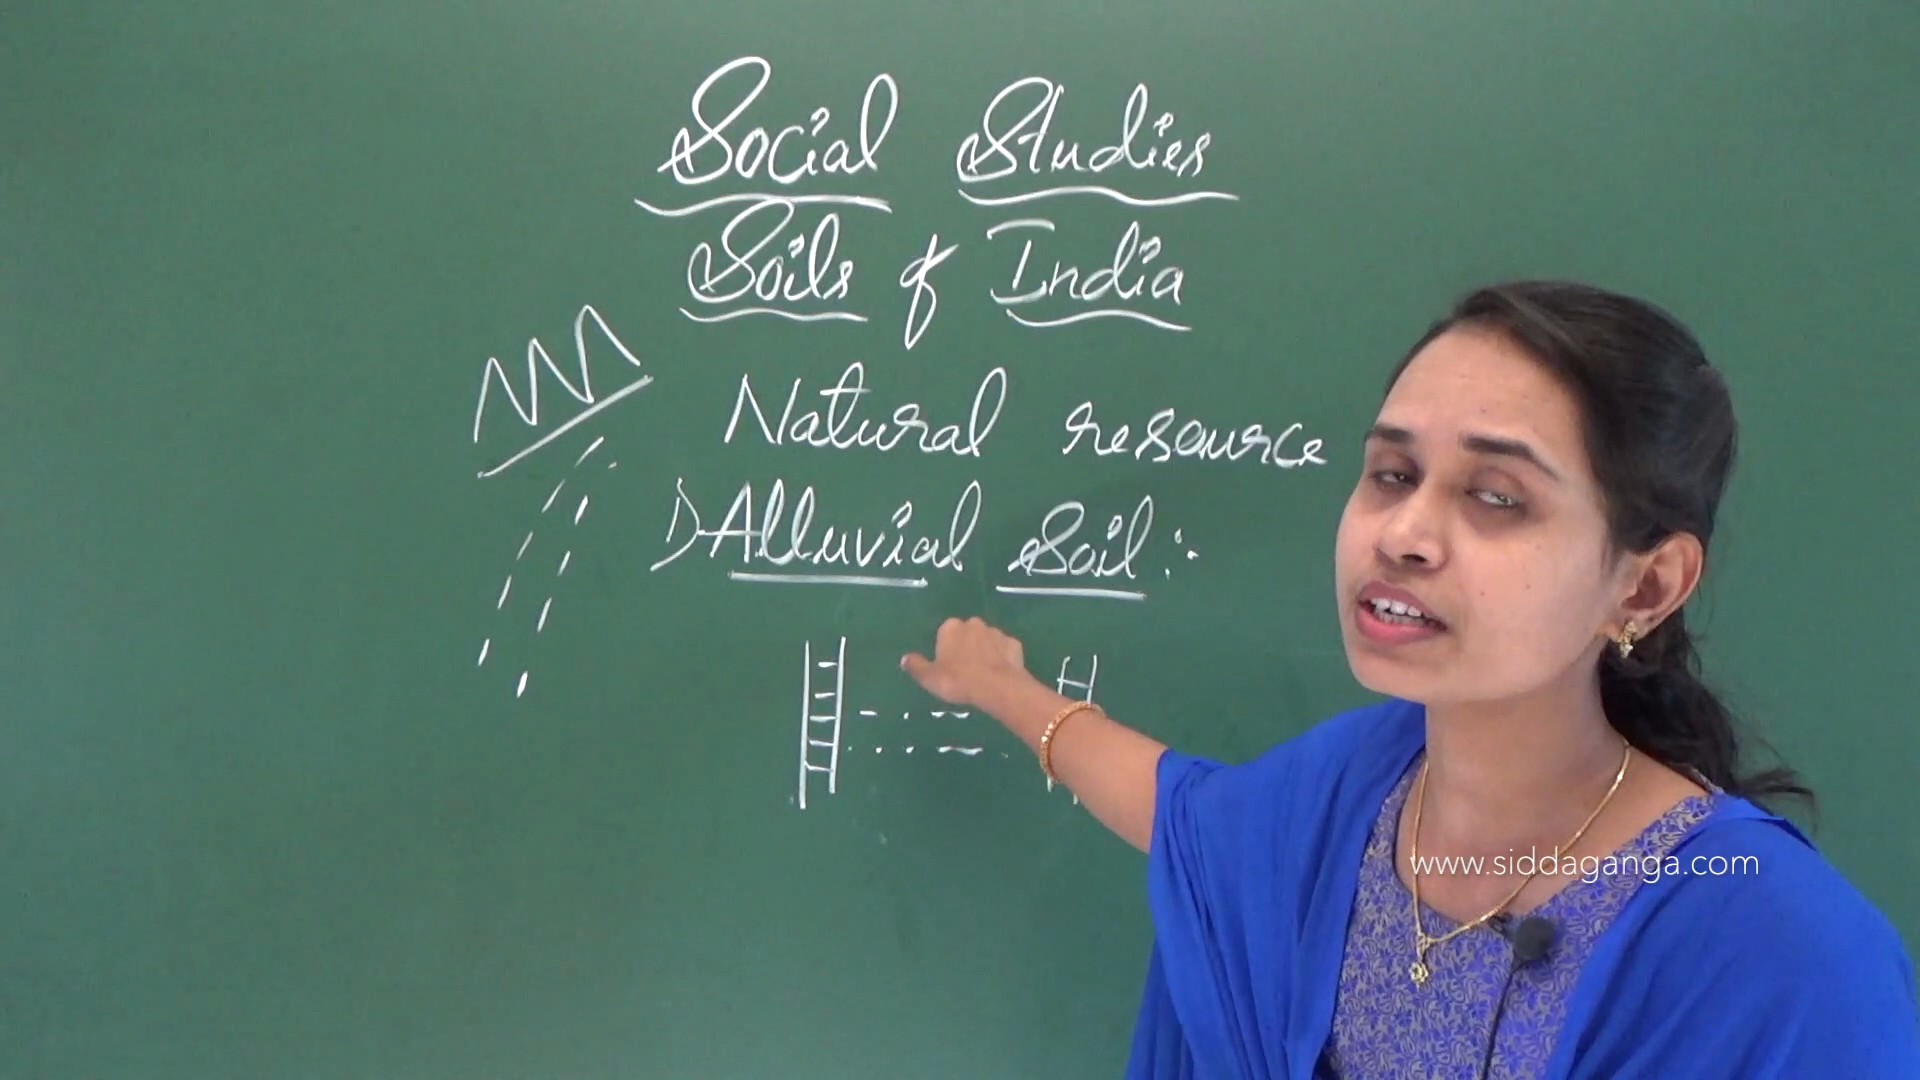 Social Studies
Soils of India
Natural resource
1) Alluvial Soil :-
www.siddaganga.com